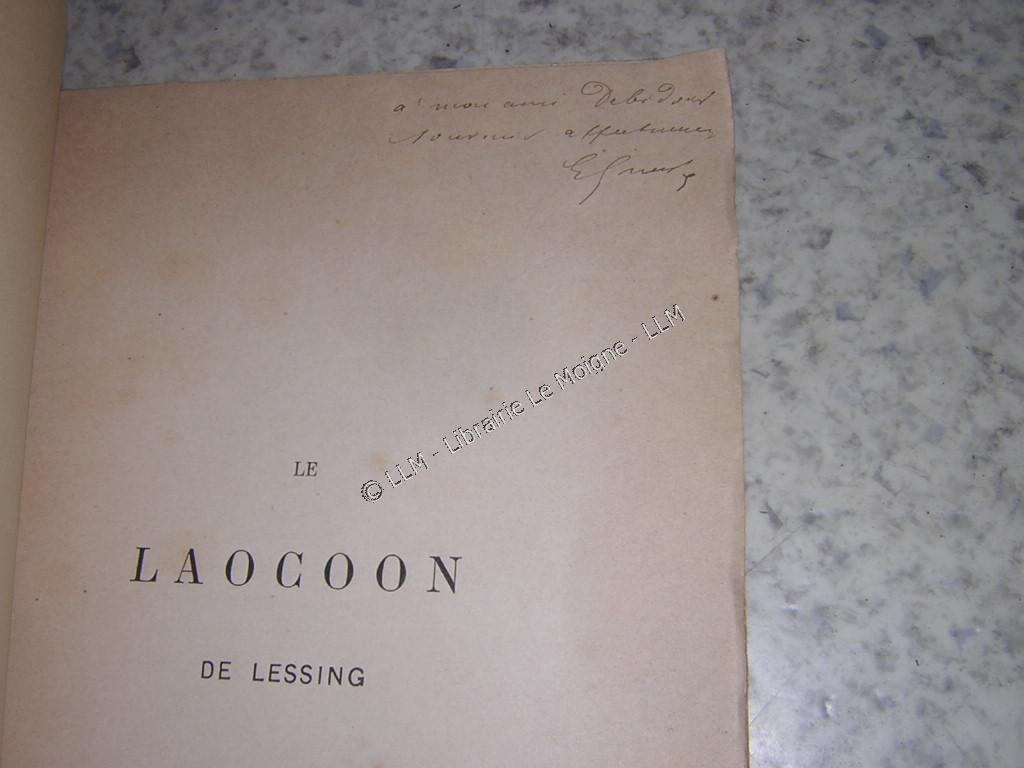 à mon ami Debidour
souvenir affectueux
LE
LAOCOON
DE LESSING
© LLM - Librairie Le Moigne - LLM